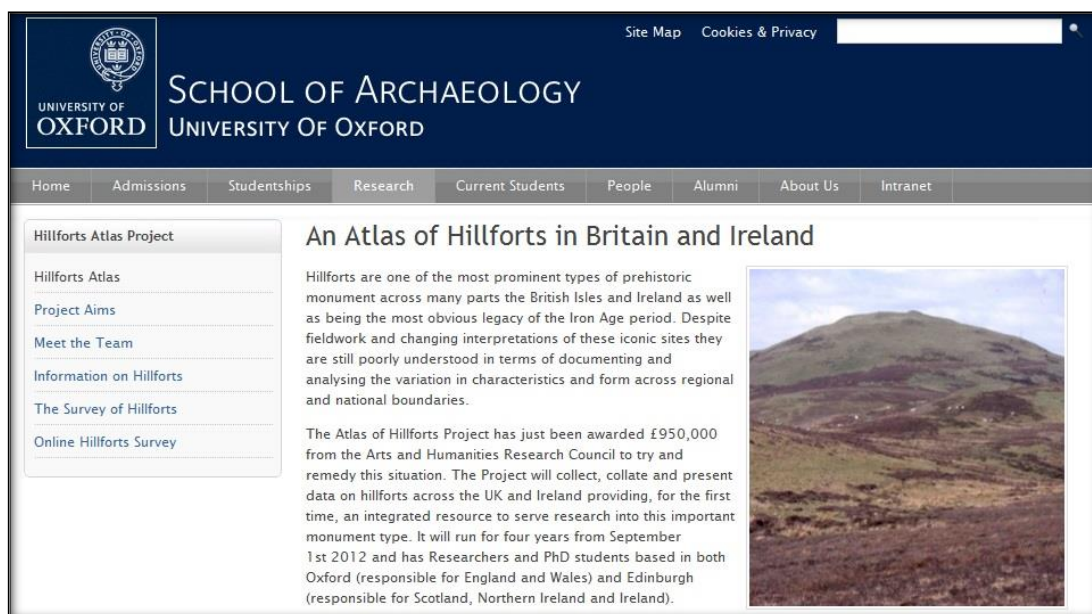 Site Map Cookies & Privacy
UNIVERSITY OF
OXFORD
SCHOOL OF ARCHAEOLOGY
UNIVERSITY OF OXFORD
Home Admissions Studentships Research Current Students People Alumni About Us Intranet
Hillforts Atlas Project
Hillforts Atlas
Project Aims
Meet the Team
Information on Hillforts
The Survey of Hillforts
Online Hillforts Survey
An Atlas of Hillforts in Britain and Ireland
Hillforts are one of the most prominent types of prehistoric
monument across many parts the British Isles and Ireland as well
as being the most obvious legacy of the Iron Age period. Despite
fieldwork and changing interpretations of these iconic sites they
are still poorly understood in terms of documenting and
analysing the variation in characteristics and form across regional
and national boundaries.
The Atlas of Hillforts Project has just been awarded £950,000
from the Arts and Humanities Research Council to try and
remedy this situation. The Project will collect, collate and present
data on hillforts across the UK and Ireland providing, for the first
time, an integrated resource to serve research into this important
monument type. It will run for four years from September
1st 2012 and has Researchers and PhD students based in both
Oxford (responsible for England and Wales) and Edinburgh
(responsible for Scotland, Northern Ireland and Ireland).